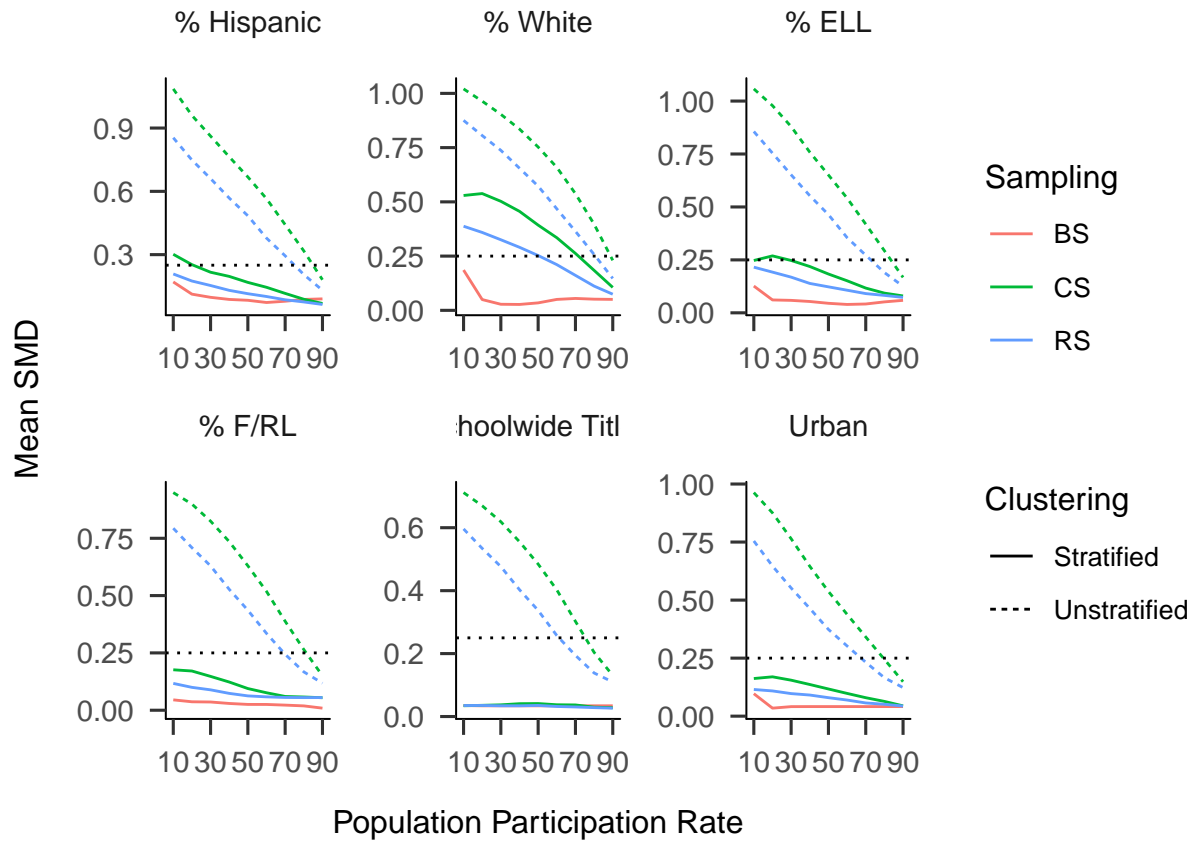 % Hispanic
% White
% ELL
0.9
0.6
0.3
1.00
0.75
0.50
0.25
0.00
1.00
0.75
0.50
0.25
0.00
10 30 50 70 90
10 30 50 70 90
10 30 50 70 90
% F/RL
hoolwide Titl
Urban
0.75
0.50
0.25
0.00
0.6
0.4
0.2
0.0
1.00
0.75
0.50
0.25
0.00
10 30 50 70 90
10 30 50 70 90
10 30 50 70 90
Mean SMD
Population Participation Rate
Sampling
BS
CS
RS
Clustering
Stratified
Unstratified